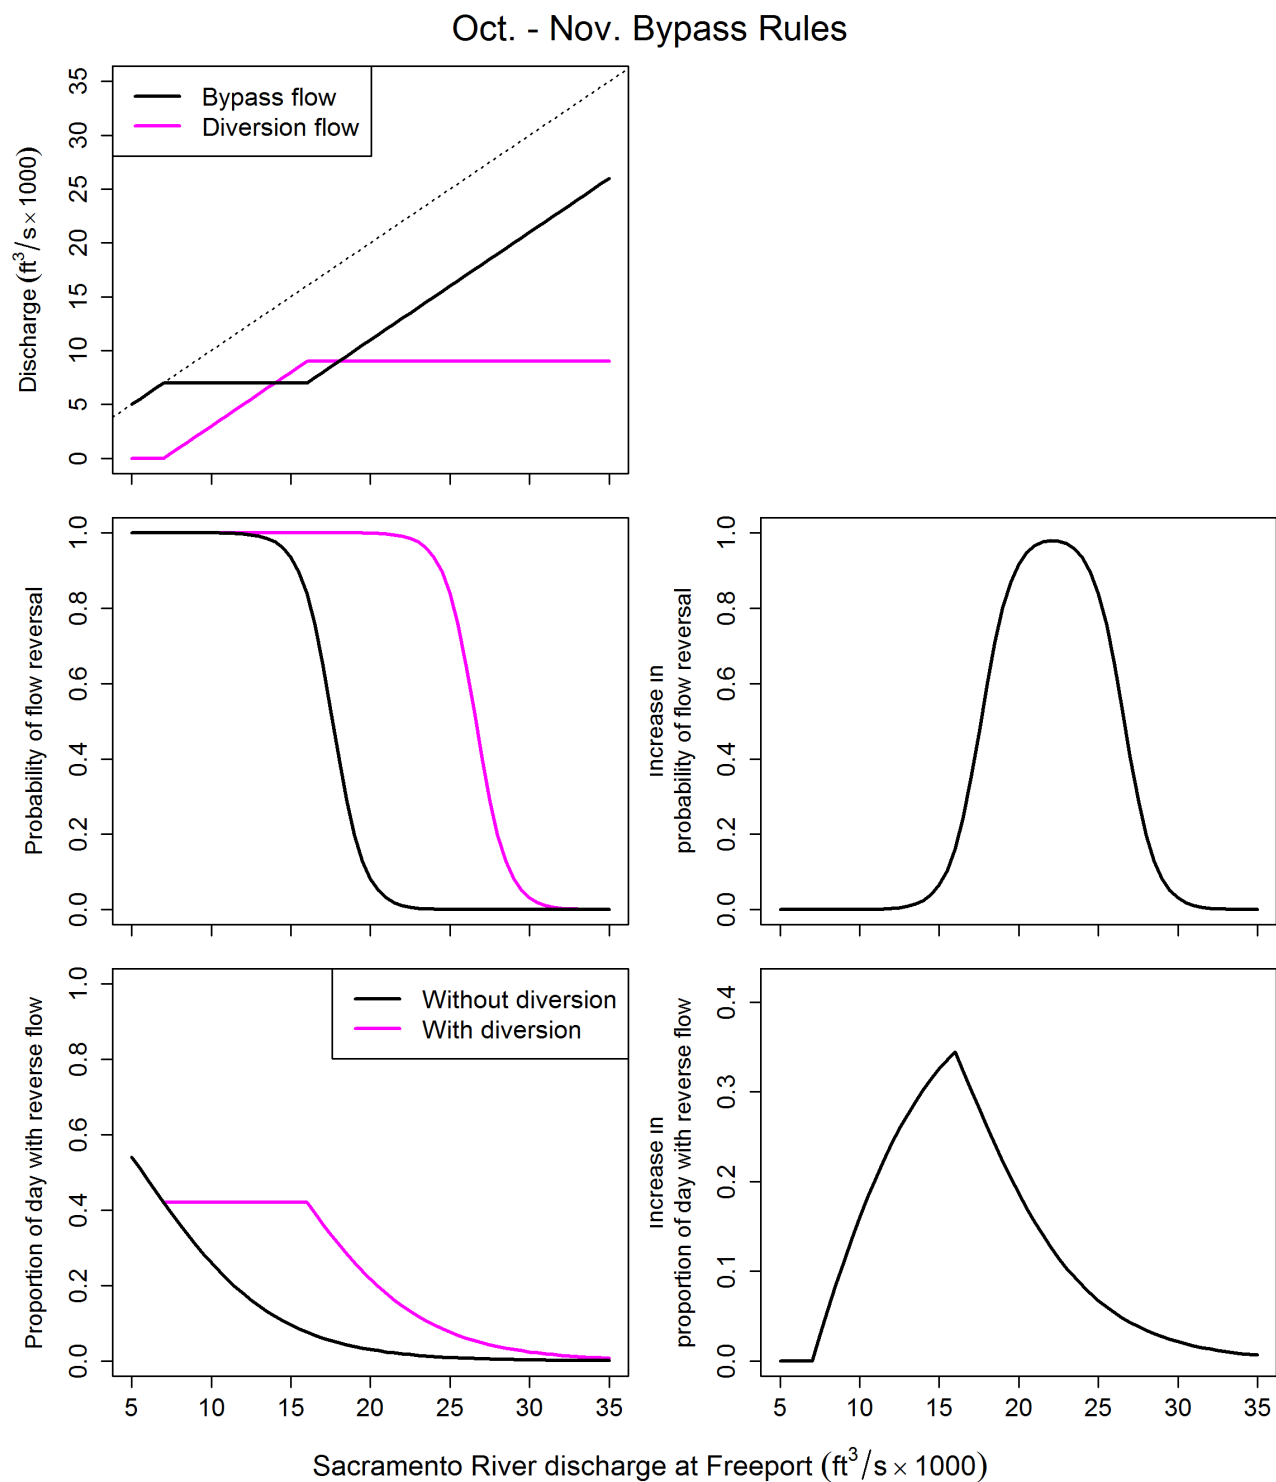 Oct. - Nov. Bypass Rules
Discharge (ft³/s × 1000)
35
30
25
20
15
10
5
0
Bypass flow
Diversion flow
Probability of flow reversal
1.0
0.8
0.6
0.4
0.2
0.0
Increase in
probability of flow reversal
1.0
0.8
0.6
0.4
0.2
0.0
Proportion of day with reverse flow
1.0
0.8
0.6
0.4
0.2
0.0
Without diversion
With diversion
5 10 15 20 25 30 35
Increase in
proportion of day with reverse flow
0.4
0.3
0.2
0.1
0.0
5 10 15 20 25 30 35
Sacramento River discharge at Freeport (ft³/s × 1000)